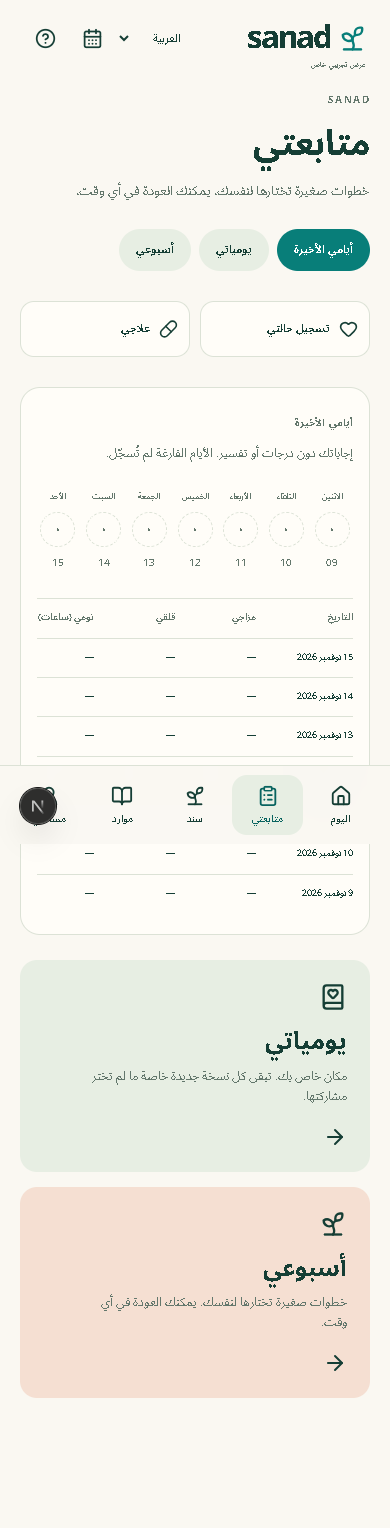 sanad
العربية
عرض تجريبي خاص
SANAD
متابعتي
خطوات صغيرة تختارها لنفسك. يمكنك العودة في أي وقت.
أيامي الأخيرة
يومياتي
أسبوعي
تسجيل حالتي
علاجي
أيامي الأخيرة
إجاباتك دون درجات أو تفسير. الأيام الفارغة لم تُسجّل.
الاثنين الثلاثاء الأربعاء الخميس الجمعة السبت الأحد
09 10 11 12 13 14 15
التاريخ مزاجي قلقي نومي (ساعات)
15 نوفمبر 2026 — — —
14 نوفمبر 2026 — — —
13 نوفمبر 2026 — — —
اليوم
متابعتي
سند
موارد
N
10 نوفمبر 2026 — — —
9 نوفمبر 2026 — — —
يومياتي
مكان خاص بك. تبقى كل نسخة جديدة خاصة ما لم تختر
مشاركتها.
أسبوعي
خطوات صغيرة تختارها لنفسك. يمكنك العودة في أي
وقت.